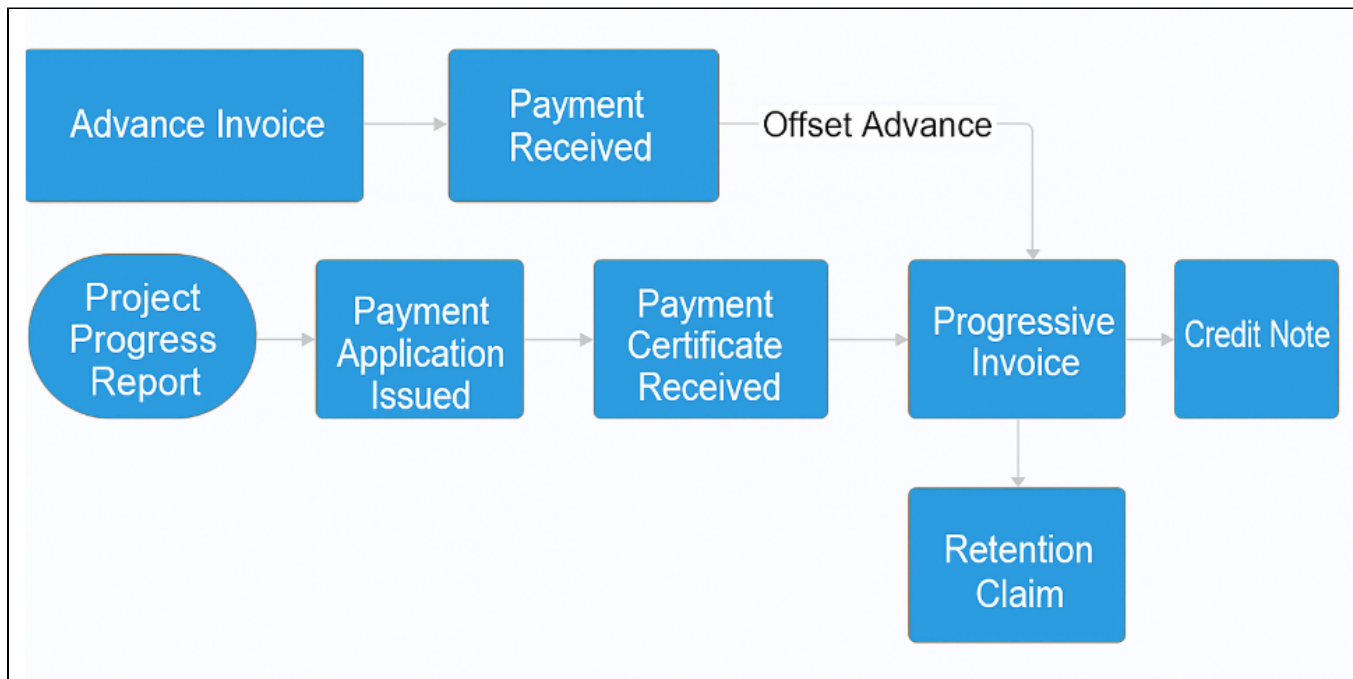 Advance Invoice
Payment
Received
Offset Advance
Project
Progress
Report
Payment
Application
Issued
Payment
Certificate
Received
Progressive
Invoice
Credit Note
Retention
Claim